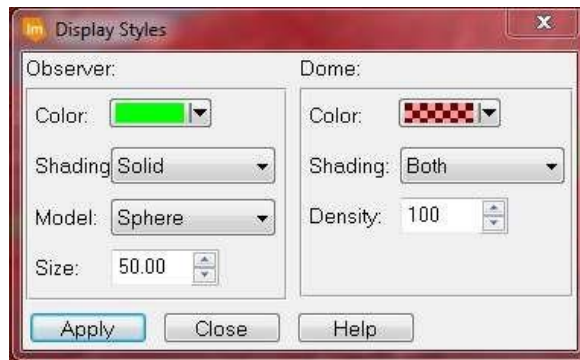 Im Display Styles X
Observer: Dome:
Color: Color:
Shading Solid Shading: Both
Model: Sphere Density: 100
Size: 50.00
Apply Close Help